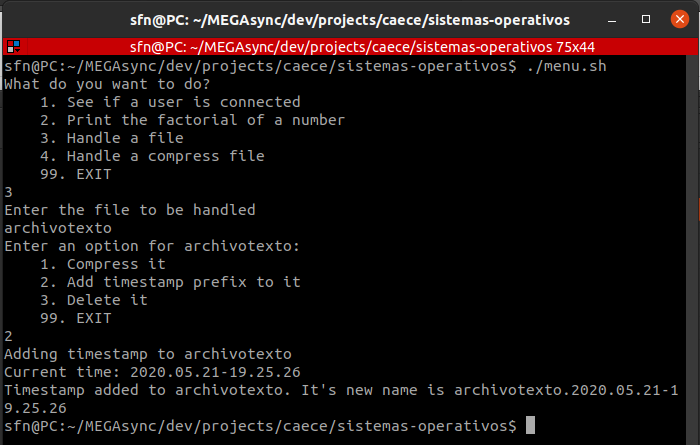 sfn@PC: ~/MEGAsync/dev/projects/caece/sistemas-operativos
sfn@PC: ~/MEGAsync/dev/projects/caece/sistemas-operativos 75x44
sfn@PC:~/MEGAsync/dev/projects/caece/sistemas-operativos$ ./menu.sh
What do you want to do?
    1. See if a user is connected
    2. Print the factorial of a number
    3. Handle a file
    4. Handle a compress file
    99. EXIT
3
Enter the file to be handled
archivotexto
Enter an option for archivotexto:
    1. Compress it
    2. Add timestamp prefix to it
    3. Delete it
    99. EXIT
2
Adding timestamp to archivotexto
Current time: 2020.05.21-19.25.26
Timestamp added to archivotexto. It's new name is archivotexto.2020.05.21-1
9.25.26
sfn@PC:~/MEGAsync/dev/projects/caece/sistemas-operativos$